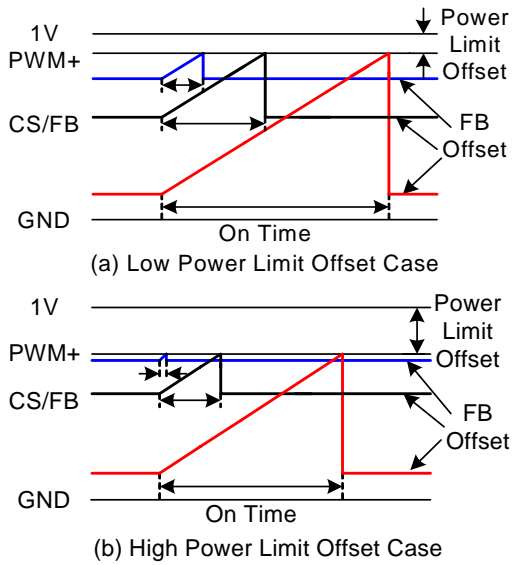 1V
Power
Limit
Offset
PWM+
CS/FB
FB
Offset
GND
On Time
(a) Low Power Limit Offset Case
1V
Power
Limit
Offset
PWM+
CS/FB
FB
Offset
GND
On Time
(b) High Power Limit Offset Case